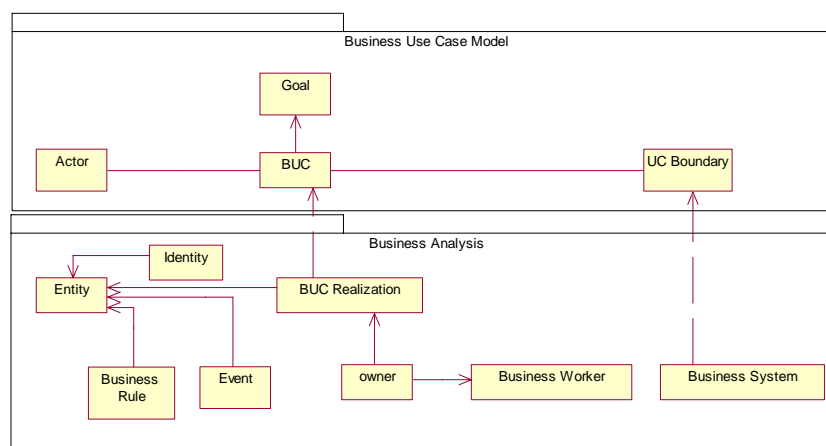 Business Use Case Model
Goal
Actor
BUC
UC Boundary
Business Analysis
Identity
Entity
BUC Realization
Business
Rule
Event
owner
Business Worker
Business System